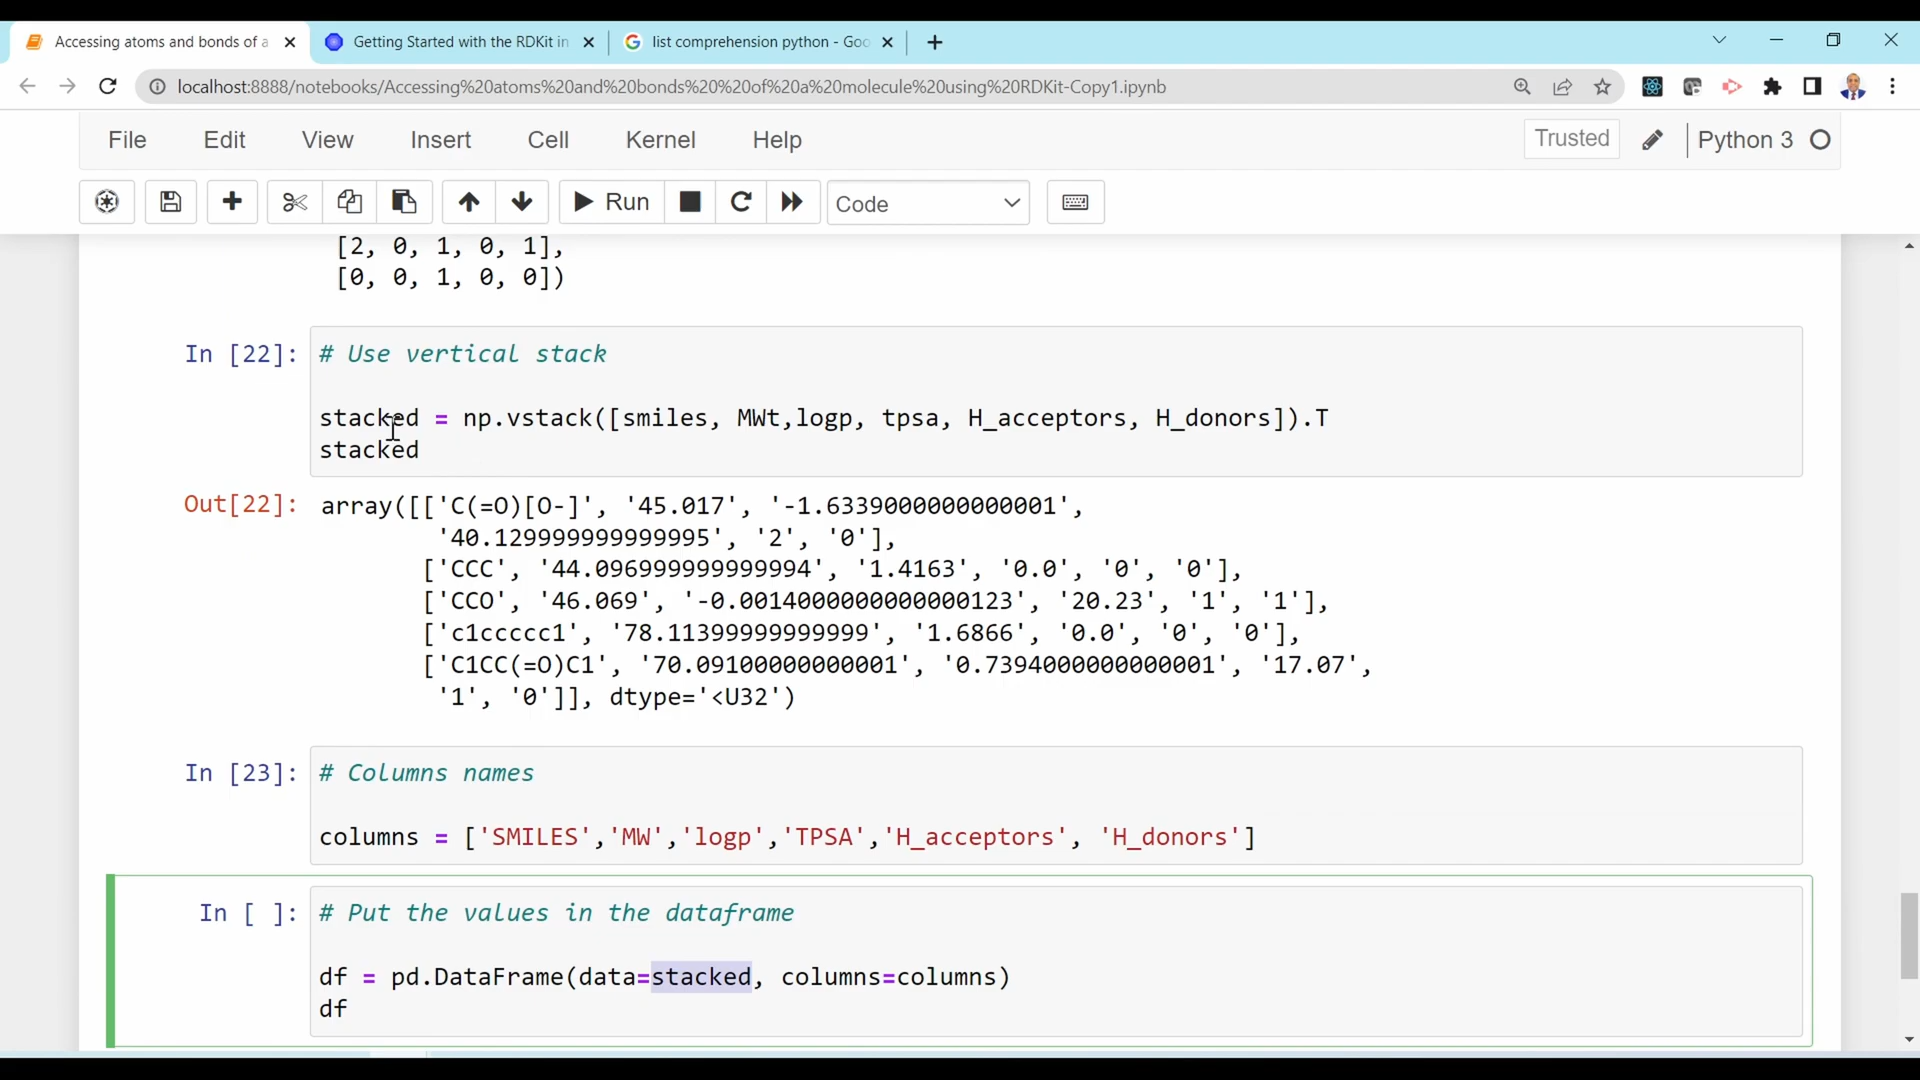 Accessing atoms and bonds of a
Getting Started with the RDKit in
list comprehension python - Goo
localhost:8888/notebooks/Accessing%20atoms%20and%20bonds%20%20of%20a%20molecule%20using%20RDKit-Copy1.ipynb
File Edit View Insert Cell Kernel Help Trusted Python 3
Run Code
[2, 0, 1, 0, 1],
[0, 0, 1, 0, 0])
In [22]: # Use vertical stack
stacked = np.vstack([smiles, MWt,logp, tpsa, H_acceptors, H_donors]).T
stacked
Out[22]: array([['C(=O)[O-]', '45.017', '-1.6339000000000001',
'40.129999999999995', '2', '0'],
['CCC', '44.096999999999994', '1.4163', '0.0', '0', '0'],
['CCO', '46.069', '-0.0014000000000000123', '20.23', '1', '1'],
['c1ccccc1', '78.11399999999999', '1.6866', '0.0', '0', '0'],
['C1CC(=O)C1', '70.09100000000001', '0.7394000000000001', '17.07',
'1', '0']], dtype='<U32')
In [23]: # Columns names
columns = ['SMILES','MW','logp','TPSA','H_acceptors', 'H_donors']
In [ ]: # Put the values in the dataframe
df = pd.DataFrame(data=stacked, columns=columns)
df